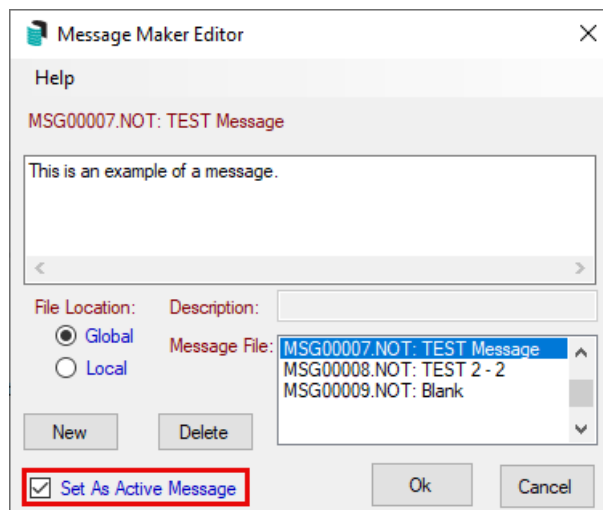 Message Maker Editor
Help
MSG00007.NOT: TEST Message
This is an example of a message.
File Location:
Global
Local
Description:
Message File:
MSG00007.NOT: TEST Message
MSG00008.NOT: TEST 2 - 2
MSG00009.NOT: Blank
New
Delete
Set As Active Message
Ok
Cancel